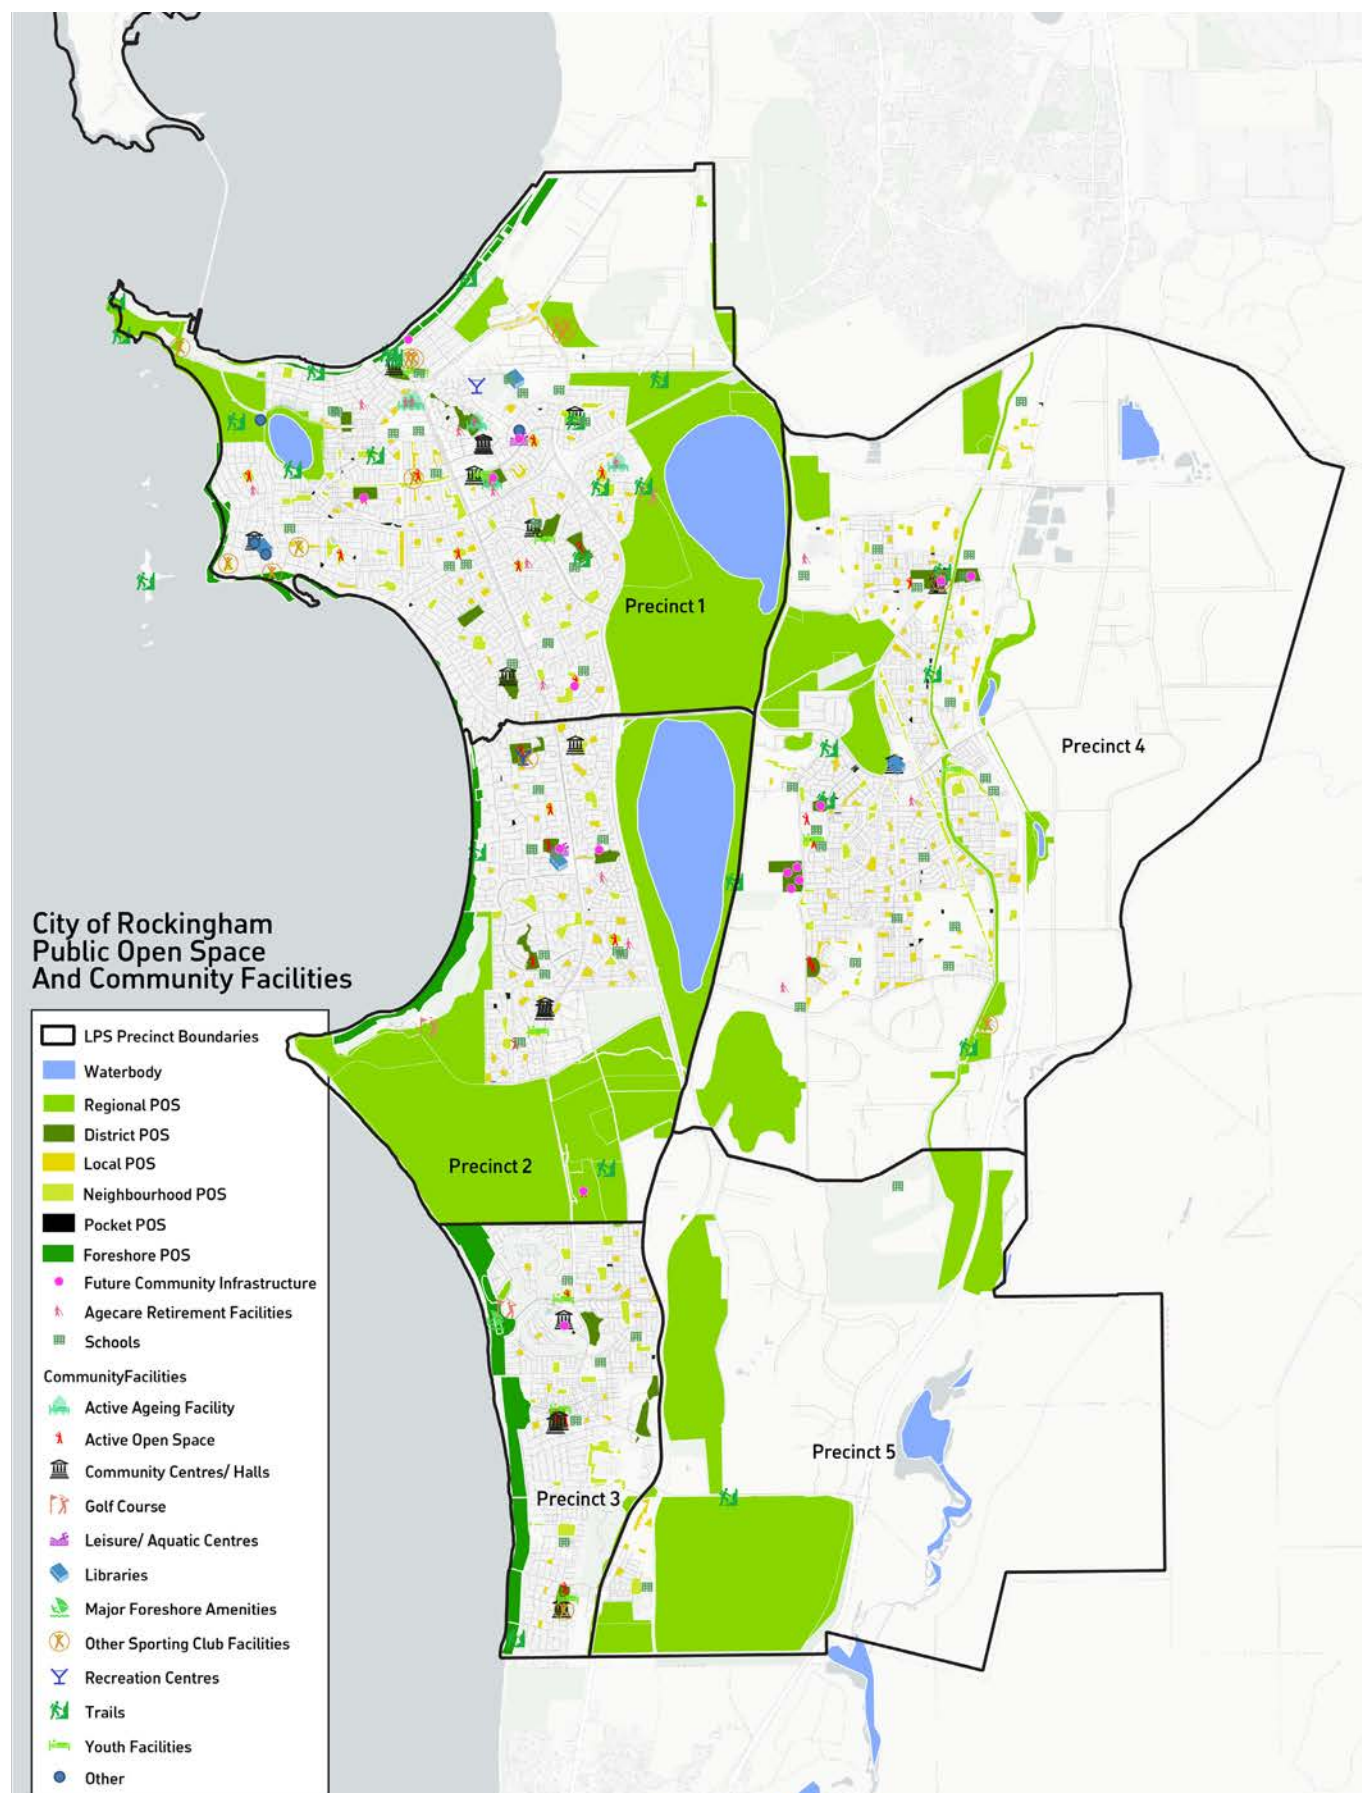 Precinct 1
Precinct 4
City of Rockingham
Public Open Space
And Community Facilities
LPS Precinct Boundaries
Waterbody
Regional POS
District POS
Local POS
Neighbourhood POS
Pocket POS
Foreshore POS
Future Community Infrastructure
Agecare Retirement Facilities
Schools
CommunityFacilities
Active Ageing Facility
Active Open Space
Community Centres/ Halls
Golf Course
Leisure/ Aquatic Centres
Libraries
Major Foreshore Amenities
Other Sporting Club Facilities
Recreation Centres
Trails
Youth Facilities
Other
Precinct 2
Precinct 5
Precinct 3